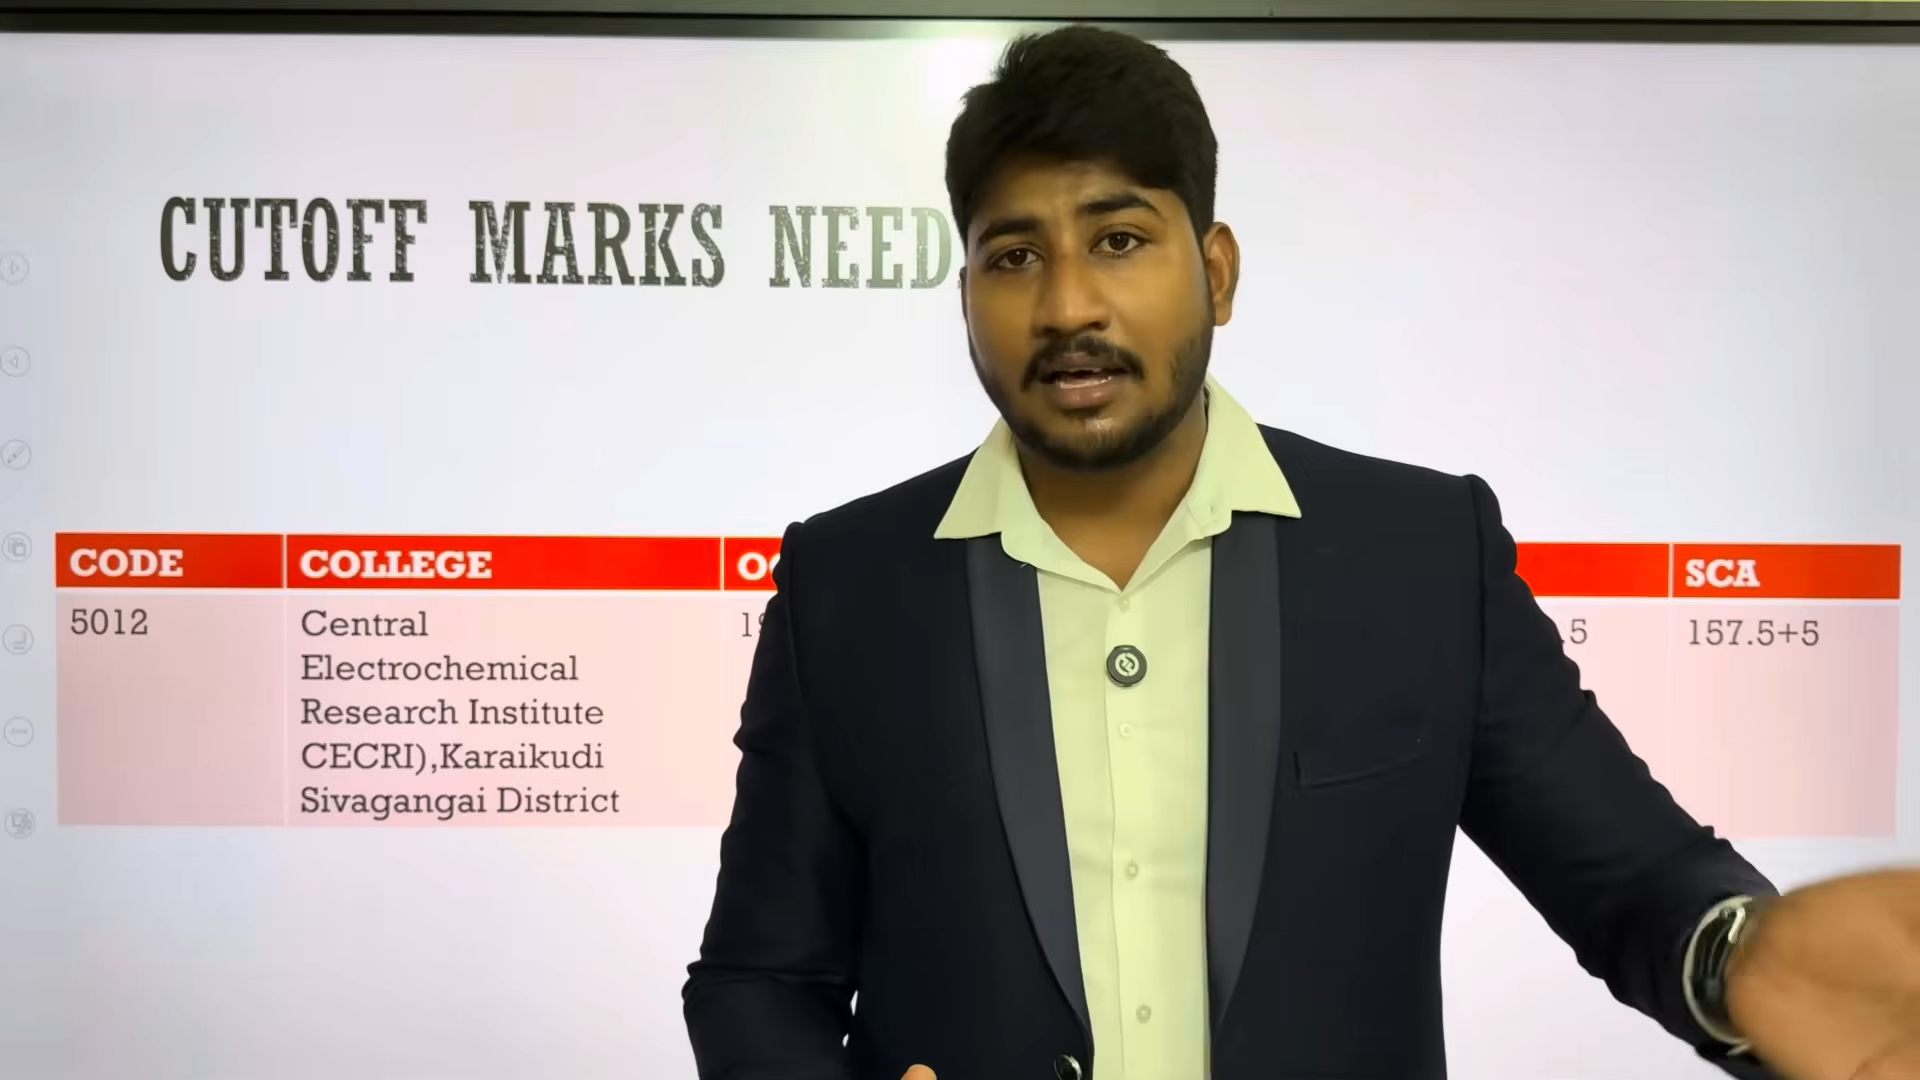 CUTOFF MARKS NEED
CODE COLLEGE SCA
5012 Central 157.5+5
Electrochemical
Research Institute
CECRI),Karaikudi
Sivagangai District